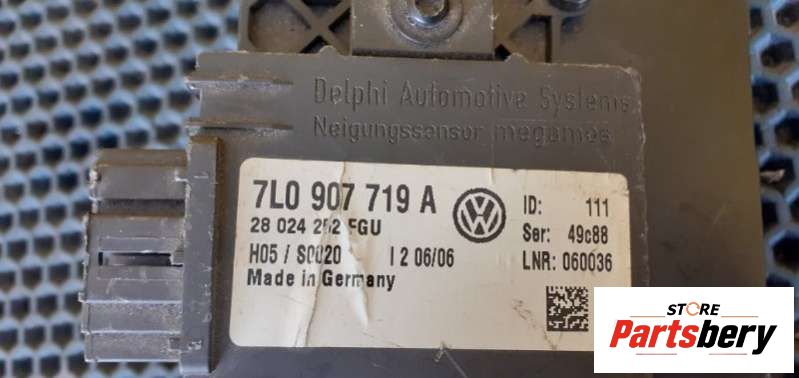 Delphi Automotive Systems
Neigungssensor megamos
7L0 907 719 A
28 024 252 FGU
H05 / S0020 I 2 06/06
Made in Germany
VW
ID: 111
Ser: 49c88
LNR: 060036
STORE
Partsbery